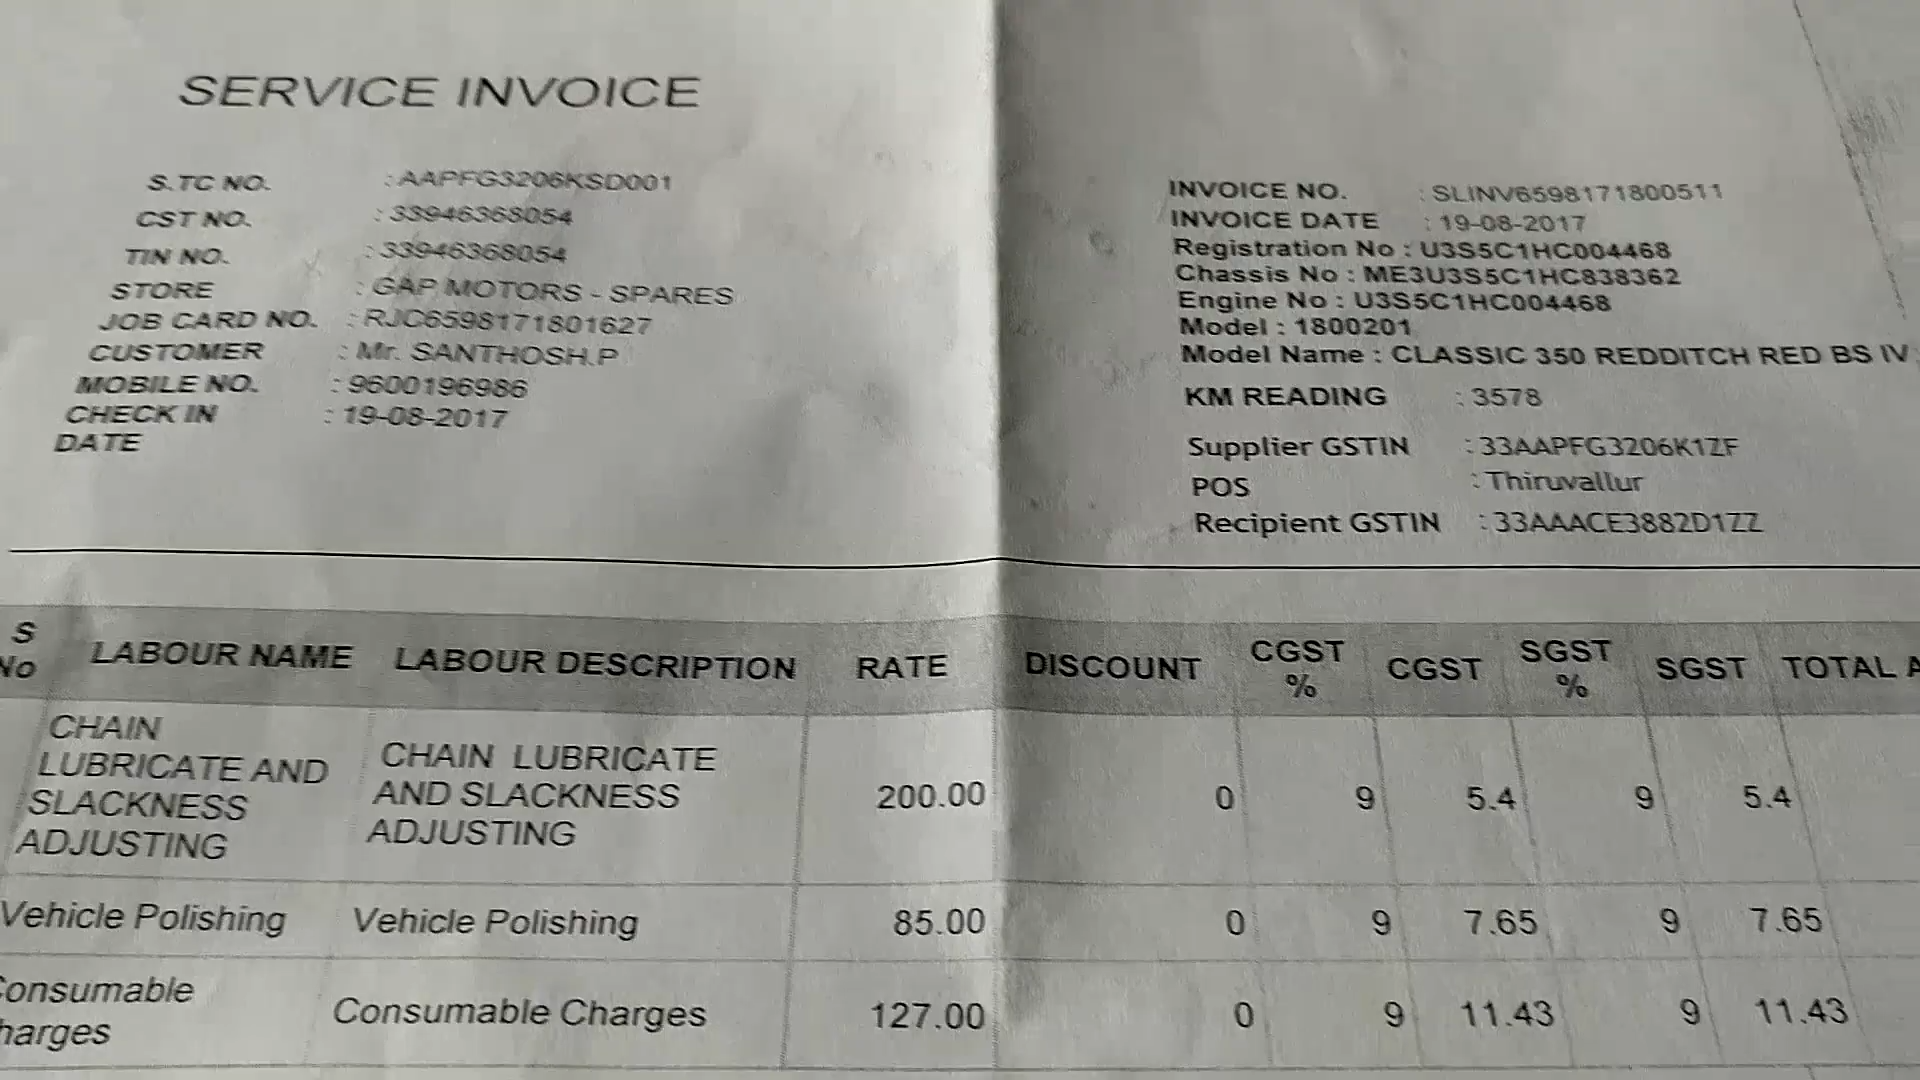 SERVICE INVOICE
S.TC NO. : AAPFG3206KSD001
CST NO. : 33946368054
TIN NO. : 33946368054
STORE : GAP MOTORS - SPARES
JOB CARD NO. : RJC6598171801627
CUSTOMER : Mr. SANTHOSH.P
MOBILE NO. : 9600196986
CHECK IN : 19-08-2017
DATE
INVOICE NO. : SLINV6598171800511
INVOICE DATE : 19-08-2017
Registration No : U3S5C1HC004468
Chassis No : ME3U3S5C1HC838362
Engine No : U3S5C1HC004468
Model : 1800201
Model Name : CLASSIC 350 REDDITCH RED BS IV
KM READING : 3578
Supplier GSTIN : 33AAPFG3206K1ZF
POS : Thiruvallur
Recipient GSTIN : 33AAACE3882D1ZZ
S No LABOUR NAME LABOUR DESCRIPTION RATE DISCOUNT CGST % CGST SGST % SGST TOTAL A
CHAIN
LUBRICATE AND
SLACKNESS
ADJUSTING
CHAIN LUBRICATE
AND SLACKNESS
ADJUSTING
200.00 0 9 5.4 9 5.4
Vehicle Polishing Vehicle Polishing 85.00 0 9 7.65 9 7.65
onsumable
harges
Consumable Charges 127.00 0 9 11.43 9 11.43